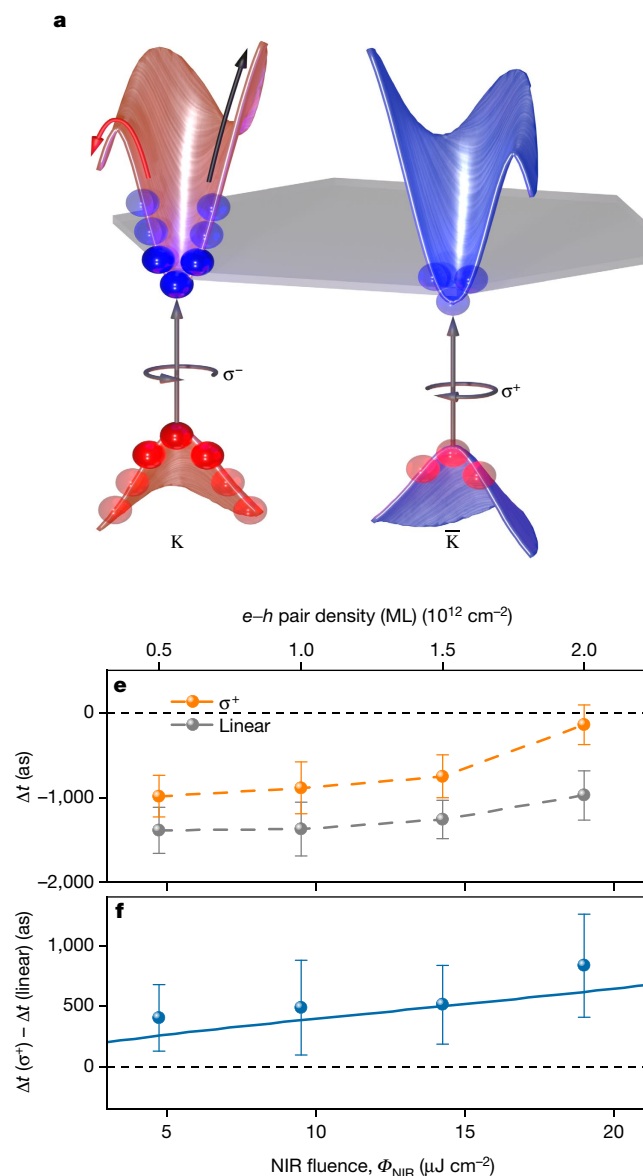 a
σ⁻
σ⁺
K
K̅
e–h pair density (ML) (10¹² cm⁻²)
0.5 1.0 1.5 2.0
e
σ⁺
Linear
0
−1,000
−2,000
Δt (as)
f
1,000
500
0
Δt (σ⁺) − Δt (linear) (as)
5 10 15 20
NIR fluence, Φ_NIR (μJ cm⁻²)